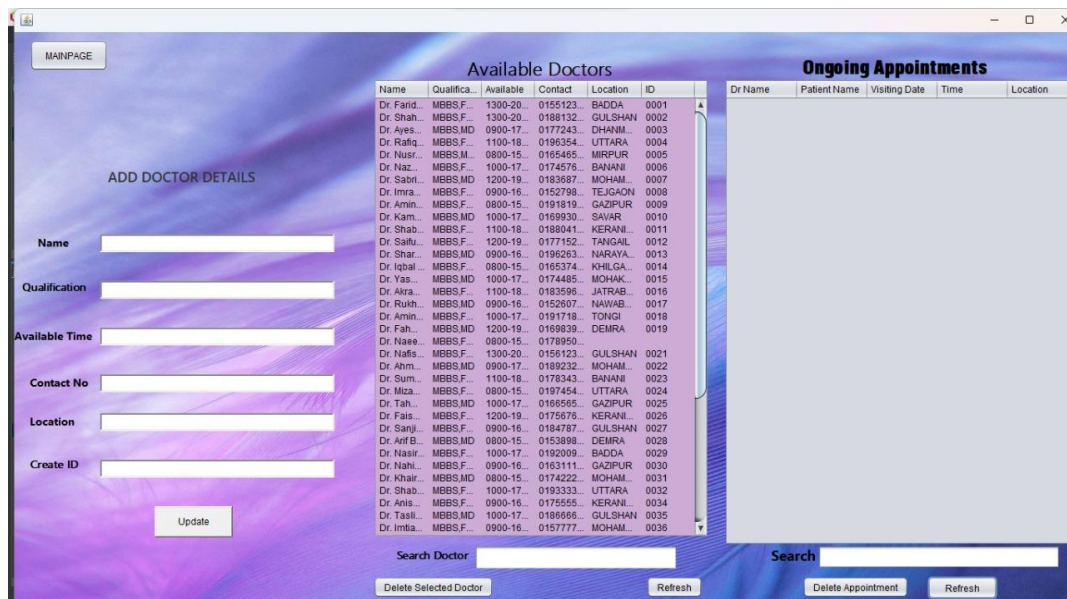 MAINPAGE
ADD DOCTOR DETAILS
Name
Qualification
Available Time
Contact No
Location
Create ID
Update
Available Doctors
Name Qualifica... Available Contact Location ID
Dr. Farid... MBBS,F... 1300-20... 0155123... BADDA 0001
Dr. Shah... MBBS,F... 1300-20... 0188132... GULSHAN 0002
Dr. Ayes... MBBS,MD 0900-17... 0177243... DHANM... 0003
Dr. Rafiq... MBBS,F... 1100-18... 0196354... UTTARA 0004
Dr. Nusr... MBBS,M... 0800-15... 0165465... MIRPUR 0005
Dr. Naz... MBBS,F... 1000-17... 0174576... BANANI 0006
Dr. Sabri... MBBS,MD 1200-19... 0183687... MOHAM... 0007
Dr. Imra... MBBS,F... 0900-16... 0152798... TEJGAON 0008
Dr. Amin... MBBS,F... 0800-15... 0191819... GAZIPUR 0009
Dr. Kam... MBBS,MD 1000-17... 0169930... SAVAR 0010
Dr. Shab... MBBS,F... 1100-18... 0188041... KERANI... 0011
Dr. Saifu... MBBS,F... 1200-19... 0177152... TANGAIL 0012
Dr. Shar... MBBS,MD 0900-16... 0196263... NARAYA... 0013
Dr. Iqbal ... MBBS,F... 0800-15... 0165374... KHILGA... 0014
Dr. Yas... MBBS,MD 1000-17... 0174485... MOHAK... 0015
Dr. Akra... MBBS,F... 1100-18... 0183596... JATRAB... 0016
Dr. Rukh... MBBS,MD 0900-16... 0152607... NAWAB... 0017
Dr. Amin... MBBS,F... 1000-17... 0191718... TONGI 0018
Dr. Fah... MBBS,MD 1200-19... 0169839... DEMRA 0019
Dr. Naee... MBBS,F... 0800-15... 0178950...
Dr. Nafis... MBBS,F... 1300-20... 0156123... GULSHAN 0021
Dr. Ahm... MBBS,MD 0900-17... 0189232... MOHAM... 0022
Dr. Sum... MBBS,F... 1100-18... 0178343... BANANI 0023
Dr. Miza... MBBS,F... 0800-15... 0197454... UTTARA 0024
Dr. Tah... MBBS,MD 1000-17... 0166565... GAZIPUR 0025
Dr. Fais... MBBS,F... 1200-19... 0175676... KERANI... 0026
Dr. Sanji... MBBS,F... 0900-16... 0184787... GULSHAN 0027
Dr. Arif B... MBBS,MD 0800-15... 0153898... DEMRA 0028
Dr. Nasir... MBBS,F... 1000-17... 0192009... BADDA 0029
Dr. Nahi... MBBS,F... 0900-16... 0163111... GAZIPUR 0030
Dr. Khair... MBBS,MD 0800-15... 0174222... MOHAM... 0031
Dr. Shab... MBBS,F... 1000-17... 0193333... UTTARA 0032
Dr. Anis... MBBS,F... 0900-16... 0175555... KERANI... 0034
Dr. Tasli... MBBS,MD 1000-17... 0186666... GULSHAN 0035
Dr. Imtia... MBBS,F... 0900-16... 0157777... MOHAM... 0036
Search Doctor
Delete Selected Doctor Refresh
Ongoing Appointments
Dr Name Patient Name Visiting Date Time Location
Search
Delete Appointment Refresh